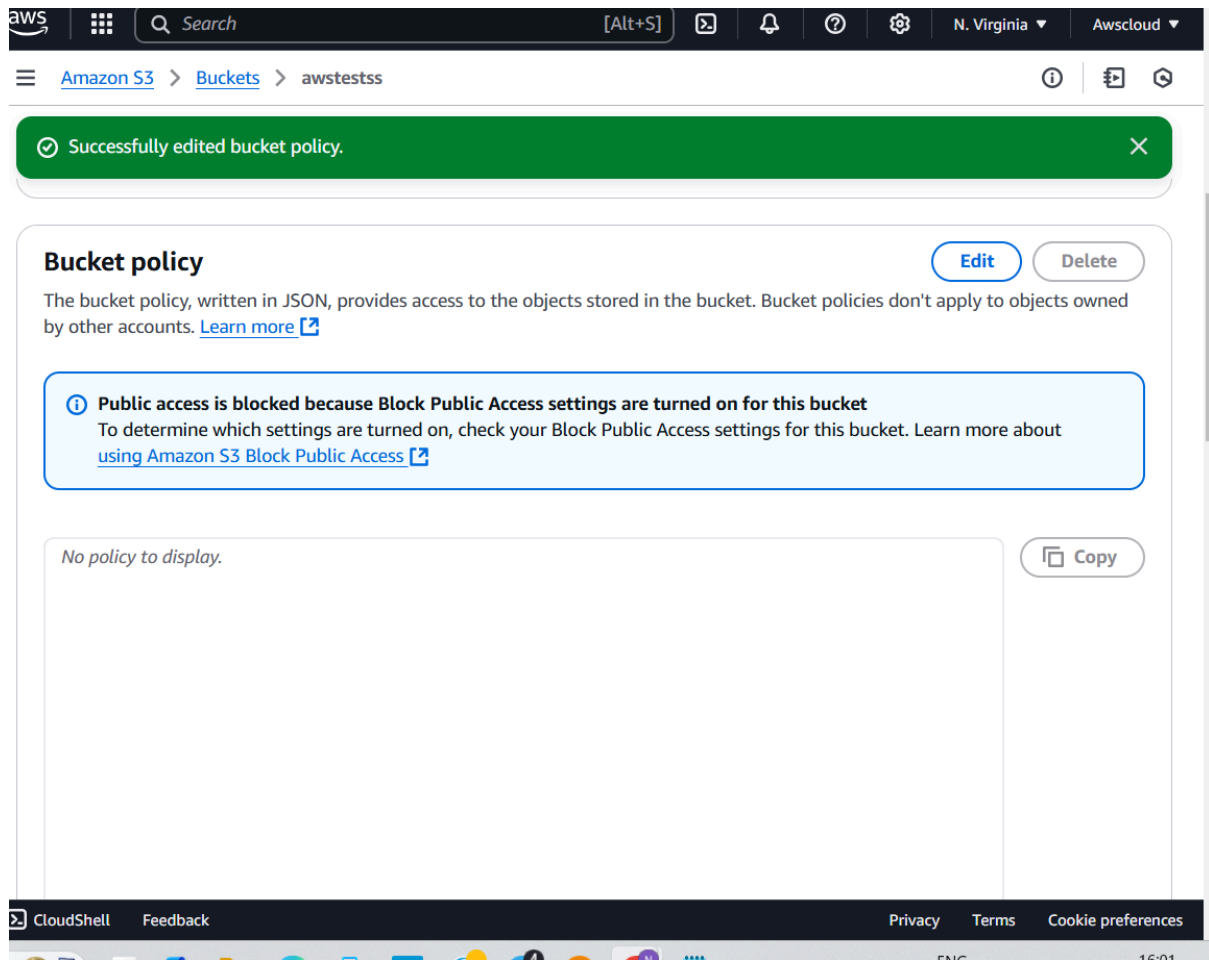 aws
Search
[Alt+S]
N. Virginia
Awscloud
Amazon S3 > Buckets > awstestss
Successfully edited bucket policy.
Bucket policy
Edit
Delete
The bucket policy, written in JSON, provides access to the objects stored in the bucket. Bucket policies don't apply to objects owned
by other accounts. Learn more
Public access is blocked because Block Public Access settings are turned on for this bucket
To determine which settings are turned on, check your Block Public Access settings for this bucket. Learn more about
using Amazon S3 Block Public Access
No policy to display.
Copy
CloudShell
Feedback
Privacy
Terms
Cookie preferences
4
N
ENG
16:01